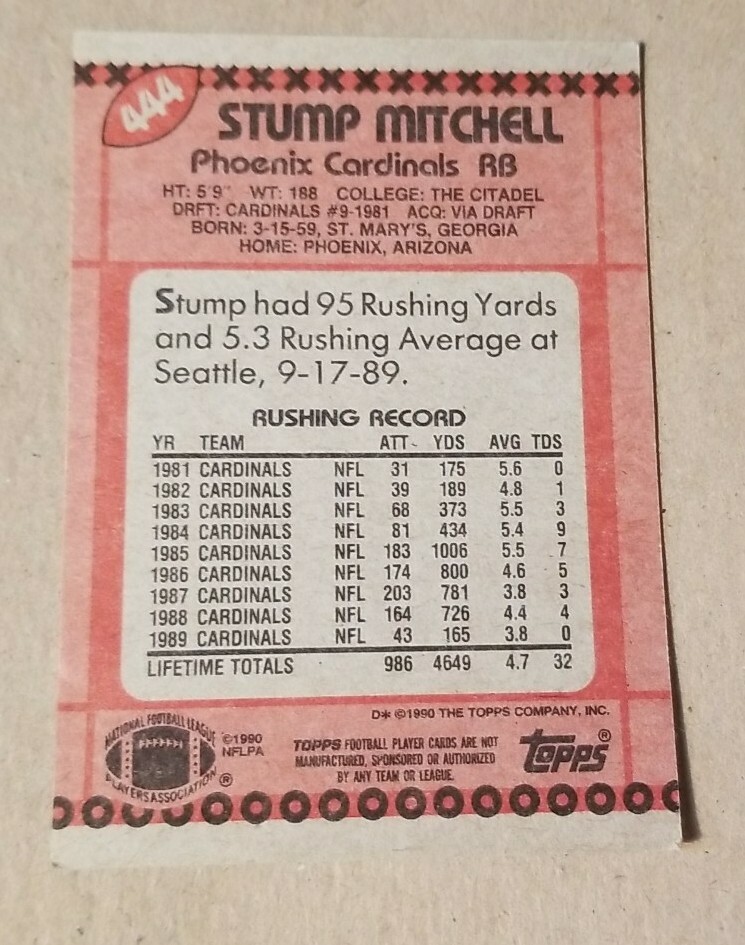 444
STUMP MITCHELL
Phoenix Cardinals RB
HT: 5'9" WT: 188 COLLEGE: THE CITADEL
DRFT: CARDINALS #9-1981 ACQ: VIA DRAFT
BORN: 3-15-59, ST. MARY'S, GEORGIA
HOME: PHOENIX, ARIZONA
Stump had 95 Rushing Yards
and 5.3 Rushing Average at
Seattle, 9-17-89.
RUSHING RECORD
YR TEAM ATT YDS AVG TDS
1981 CARDINALS NFL 31 175 5.6 0
1982 CARDINALS NFL 39 189 4.8 1
1983 CARDINALS NFL 68 373 5.5 3
1984 CARDINALS NFL 81 434 5.4 9
1985 CARDINALS NFL 183 1006 5.5 7
1986 CARDINALS NFL 174 800 4.6 5
1987 CARDINALS NFL 203 781 3.8 3
1988 CARDINALS NFL 164 726 4.4 4
1989 CARDINALS NFL 43 165 3.8 0
LIFETIME TOTALS 986 4649 4.7 32
D* ©1990 THE TOPPS COMPANY, INC.
NATIONAL FOOTBALL LEAGUE
PLAYERS ASSOCIATION ®
©1990
NFLPA
TOPPS FOOTBALL PLAYER CARDS ARE NOT
MANUFACTURED, SPONSORED OR AUTHORIZED
BY ANY TEAM OR LEAGUE.
Topps®